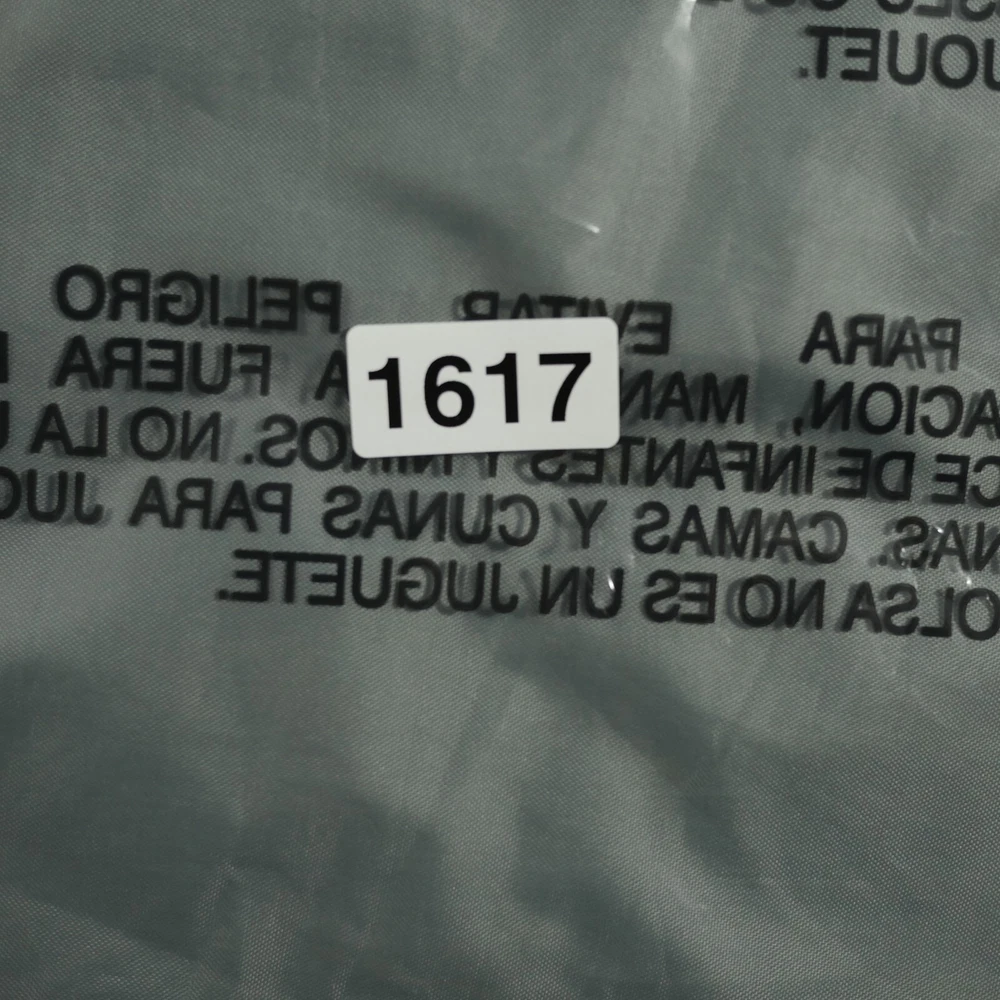 JOUET.
PARA EVITAR PELIGRO
ACION, MAN A FUERA
1617
CE DE INFANTES Y NIÑOS. NO LA
NAS. CAMAS Y CUNAS PARA
OLSA NO ES UN JUGUETE.